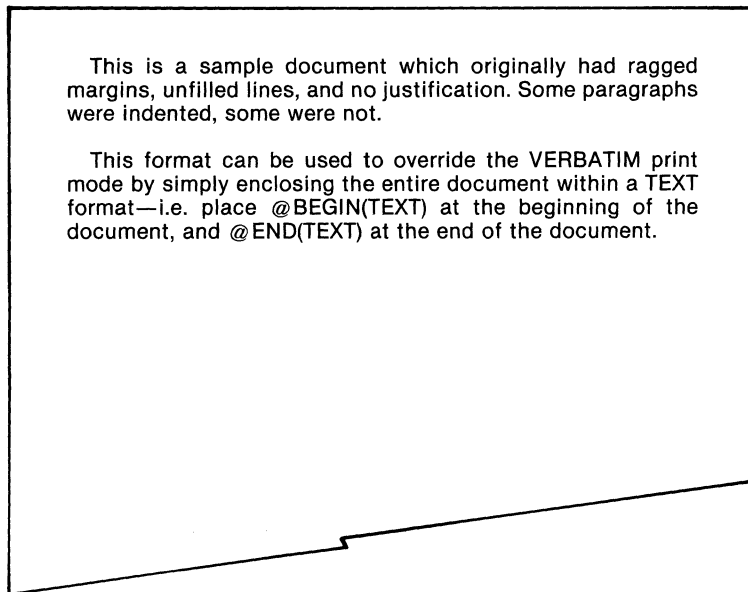 This is a sample document which originally had ragged
margins, unfilled lines, and no justification. Some paragraphs
were indented, some were not.
This format can be used to override the VERBATIM print
mode by simply enclosing the entire document within a TEXT
format—i.e. place @BEGIN(TEXT) at the beginning of the
document, and @END(TEXT) at the end of the document.